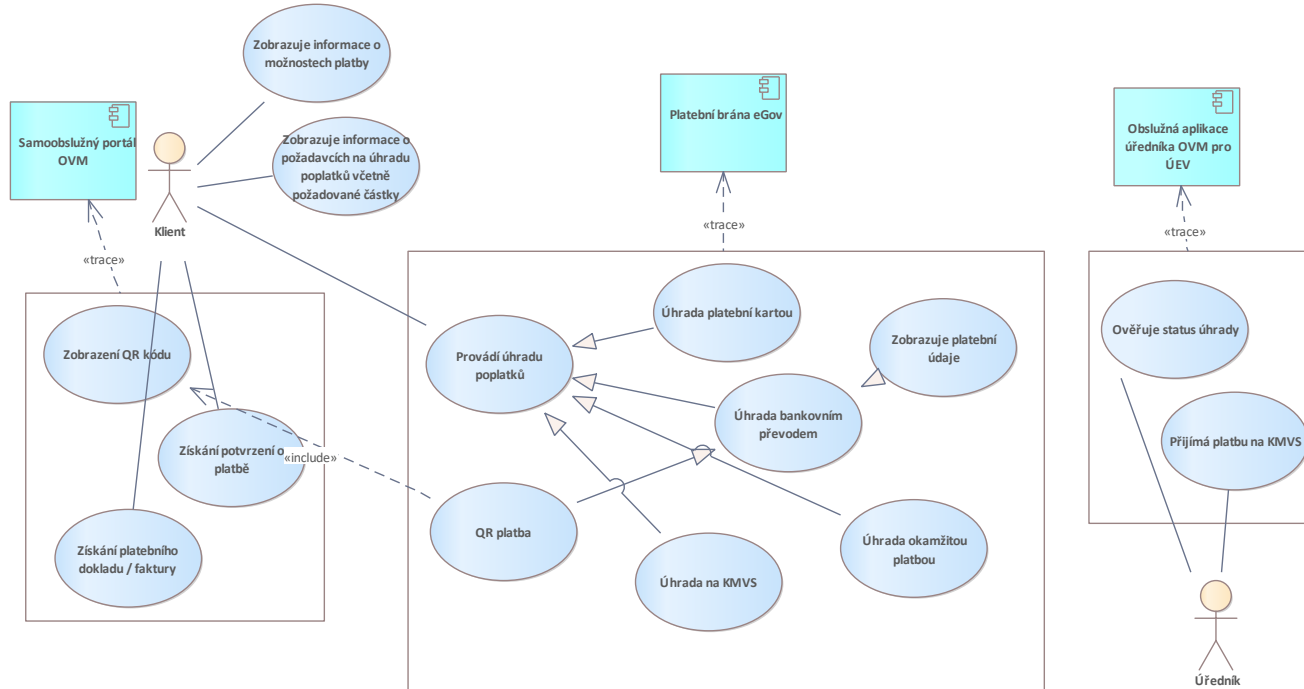 Zobrazuje informace o
možnostech platby
Samoobslužný portál
OVM
Zobrazuje informace o
požadavcích na úhradu
poplatků včetně
požadované částky
Klient
Platební brána eGov
Obslužná aplikace
úředníka OVM pro
ÚEV
«trace»
«trace»
«trace»
Zobrazení QR kódu
Získání potvrzení o
platbě
«include»
Získání platebního
dokladu / faktury
Provádí úhradu
poplatků
Úhrada platební kartou
Zobrazuje platební
údaje
Úhrada bankovním
převodem
QR platba
Úhrada na KMVS
Úhrada okamžitou
platbou
Ověřuje status úhrady
Přijímá platbu na KMVS
Úředník